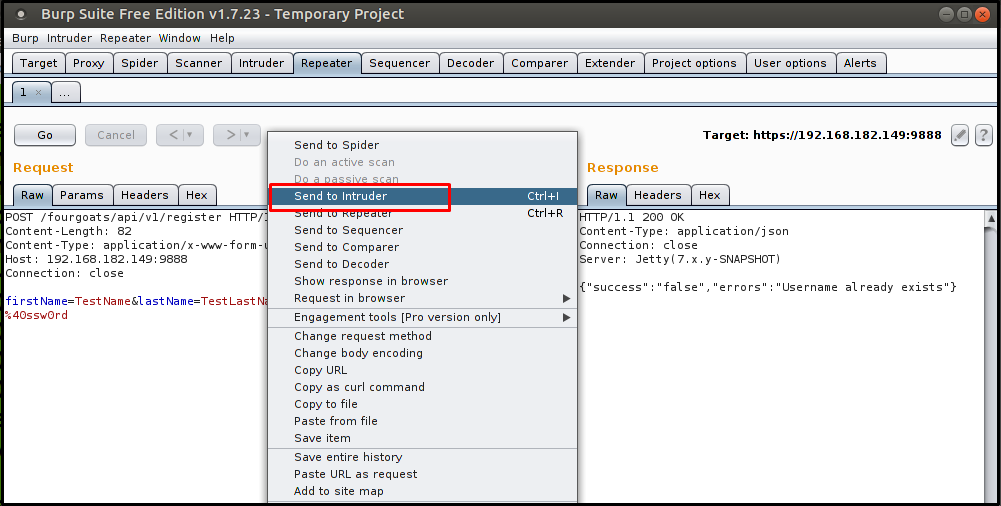 Burp Suite Free Edition v1.7.23 - Temporary Project
Burp Intruder Repeater Window Help
Target Proxy Spider Scanner Intruder Repeater Sequencer Decoder Comparer Extender Project options User options Alerts
1 × ...
Go Cancel < | ▾ > | ▾ Target: https://192.168.182.149:9888 ?
Request
Raw Params Headers Hex
POST /fourgoats/api/v1/register
Content-Length: 82
Content-Type:
Host: 192.168.182.149:9888
Connection: close
firstName=TestName&lastName=TestLastNa
%40ssw0rd
Send to Spider
Do an active scan
Do a passive scan
Send to Intruder Ctrl+I
Send to Repeater Ctrl+R
Send to Sequencer
Send to Comparer
Send to Decoder
Show response in browser
Request in browser
Engagement tools [Pro version only]
Change request method
Change body encoding
Copy URL
Copy as curl command
Copy to file
Paste from file
Save item
Save entire history
Paste URL as request
Add to site map
Response
Raw Headers Hex
HTTP/1.1 200 OK
Content-Type: application/json
Connection: close
Server: Jetty(7.x.y-SNAPSHOT)
{"success":"false","errors":"Username already exists"}